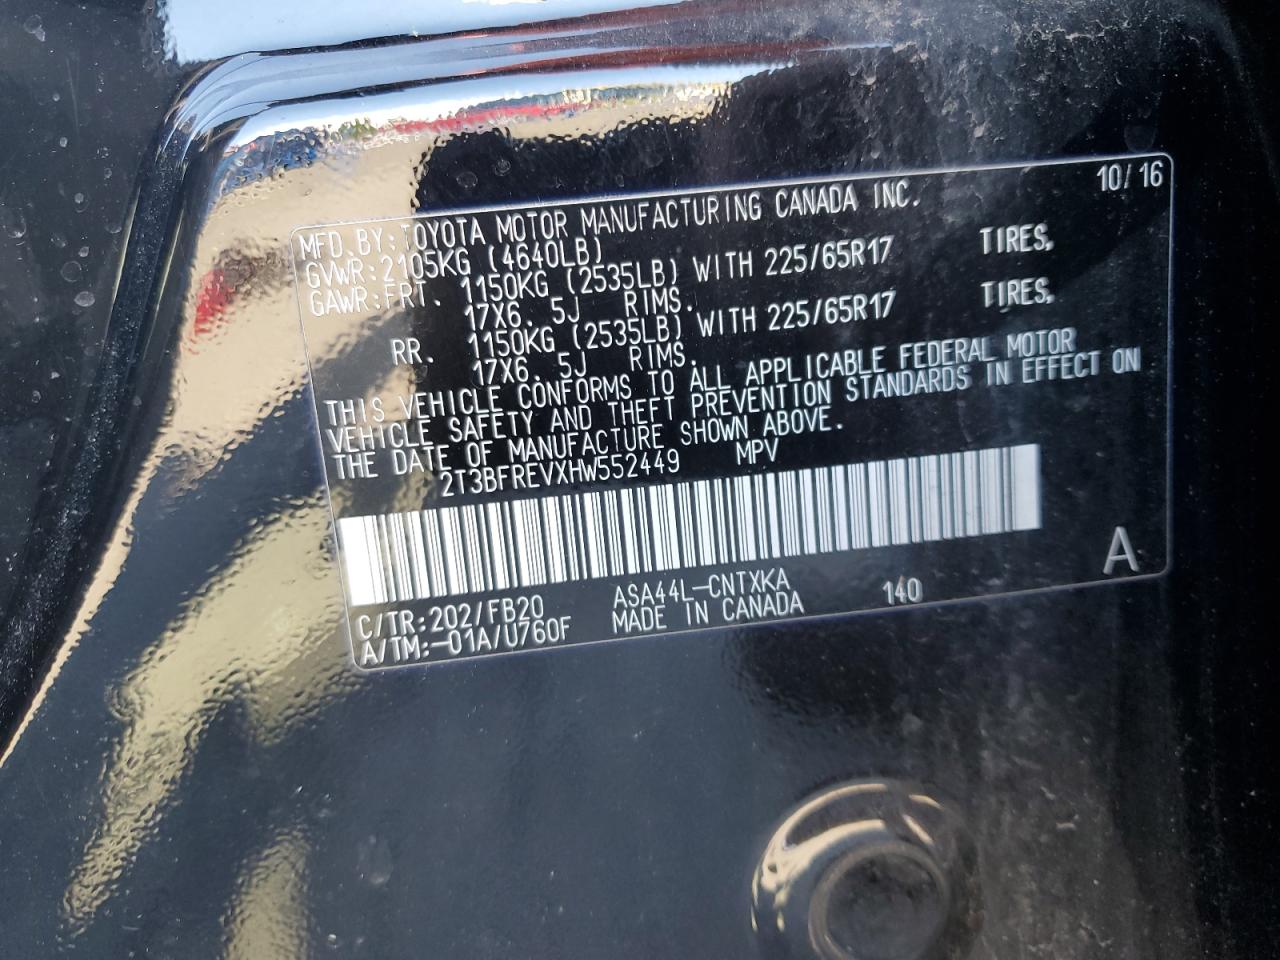 10/16
MFD.BY:TOYOTA MOTOR MANUFACTURING CANADA INC.
GVWR:2105KG (4640LB)
GAWR:FRT. 1150KG (2535LB) WITH 225/65R17 TIRES,
17X6. 5J RIMS.
RR. 1150KG (2535LB) WITH 225/65R17 TIRES,
17X6. 5J RIMS.
THIS VEHICLE CONFORMS TO ALL APPLICABLE FEDERAL MOTOR
VEHICLE SAFETY AND THEFT PREVENTION STANDARDS IN EFFECT ON
THE DATE OF MANUFACTURE SHOWN ABOVE.
2T3BFREVXHW552449 MPV
C/TR:202/FB20 ASA44L-CNTXKA 140 A
A/TM:-01A/U760F MADE IN CANADA